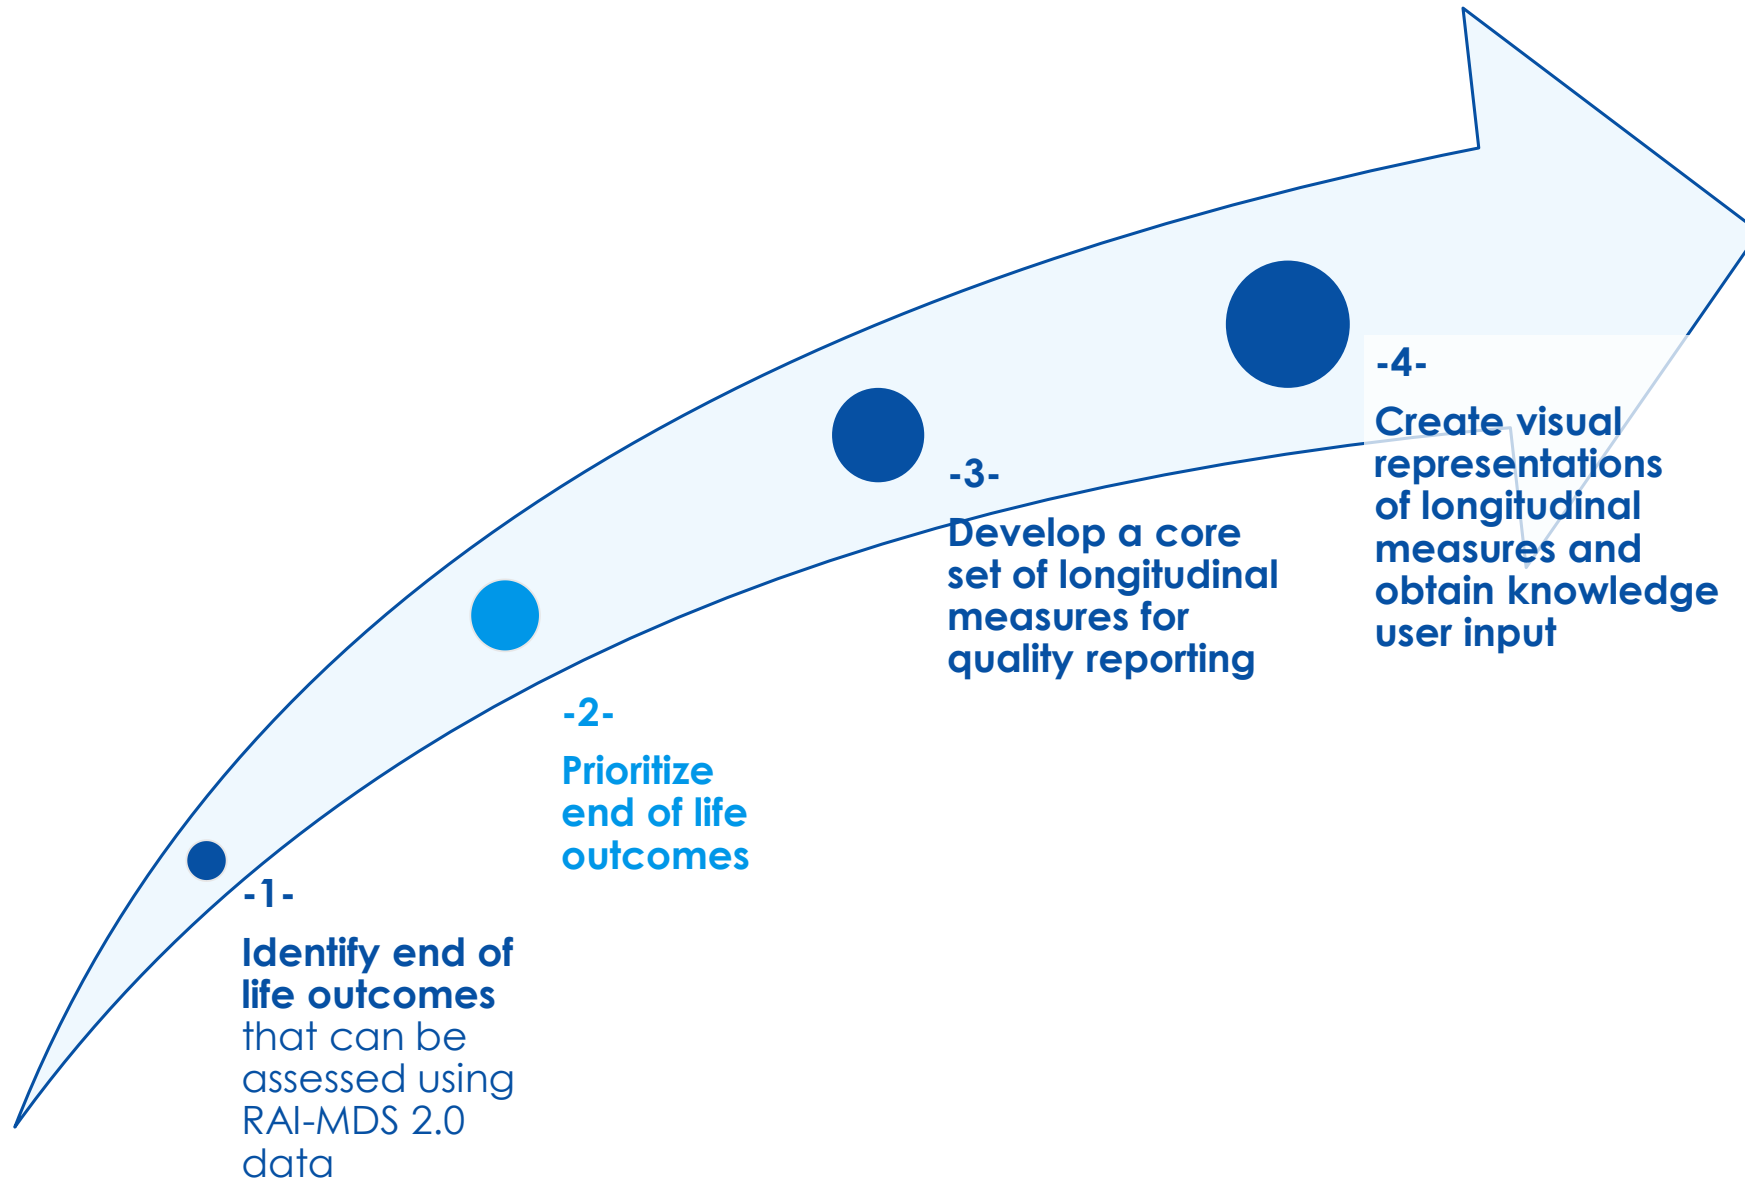 -1-
Identify end of
life outcomes
that can be
assessed using
RAI-MDS 2.0
data
-2-
Prioritize
end of life
outcomes
-3-
Develop a core
set of longitudinal
measures for
quality reporting
-4-
Create visual
representations
of longitudinal
measures and
obtain knowledge
user input